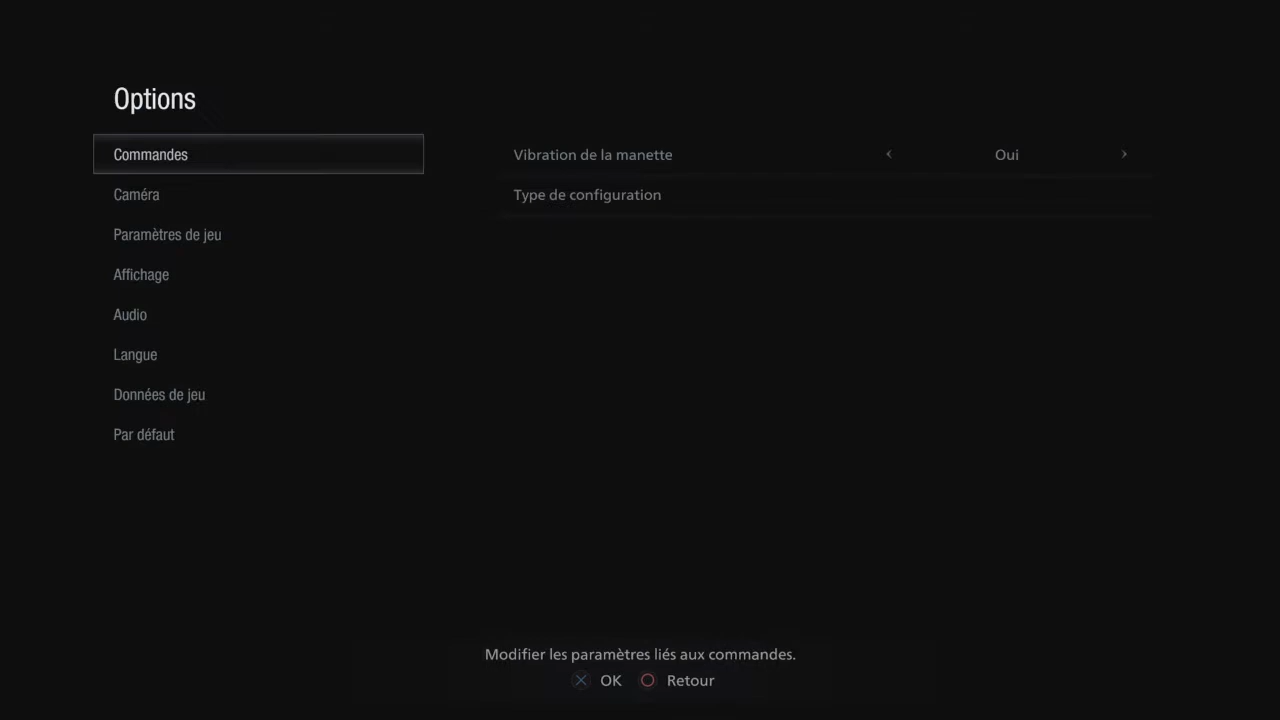 Options
Commandes
Caméra
Paramètres de jeu
Affichage
Audio
Langue
Données de jeu
Par défaut
Vibration de la manette ‹ Oui ›
Type de configuration
Modifier les paramètres liés aux commandes.
OK Retour